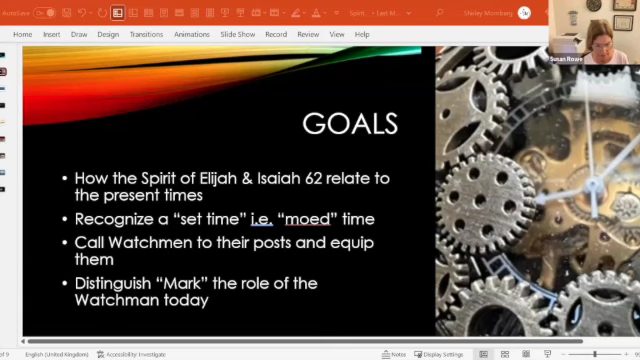 AutoSave
Off
Spirit
Last M
Shelley
Home Insert Draw Design Transitions Animations Slide Show Record Review View
Susan Rowe
GOALS
• How the Spirit of Elijah & Isaiah 62 relate to
the present times
• Recognize a “set time” i.e. “moed” time
• Call Watchmen to their posts and equip
them
• Distinguish “Mark” the role of the
Watchman today
of 9 English (United Kingdom) Accessibility: Investigate Notes Display Settings